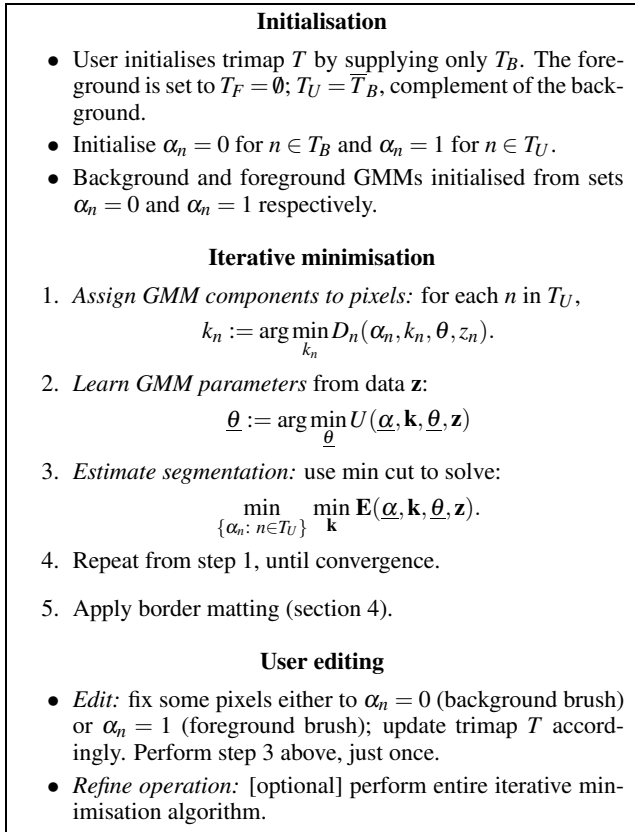 Initialisation
• User initialises trimap T by supplying only T_B. The fore-
ground is set to T_F = ∅; T_U = T̅_B, complement of the back-
ground.
• Initialise α_n = 0 for n ∈ T_B and α_n = 1 for n ∈ T_U.
• Background and foreground GMMs initialised from sets
α_n = 0 and α_n = 1 respectively.
Iterative minimisation
1. Assign GMM components to pixels: for each n in T_U,
k_n := arg min_{k_n} D_n(α_n, k_n, θ, z_n).
2. Learn GMM parameters from data z:
θ̲ := arg min_{θ̲} U(α̲, k, θ̲, z)
3. Estimate segmentation: use min cut to solve:
min_{{α_n: n∈T_U}} min_k E(α̲, k, θ̲, z).
4. Repeat from step 1, until convergence.
5. Apply border matting (section 4).
User editing
• Edit: fix some pixels either to α_n = 0 (background brush)
or α_n = 1 (foreground brush); update trimap T accord-
ingly. Perform step 3 above, just once.
• Refine operation: [optional] perform entire iterative min-
imisation algorithm.